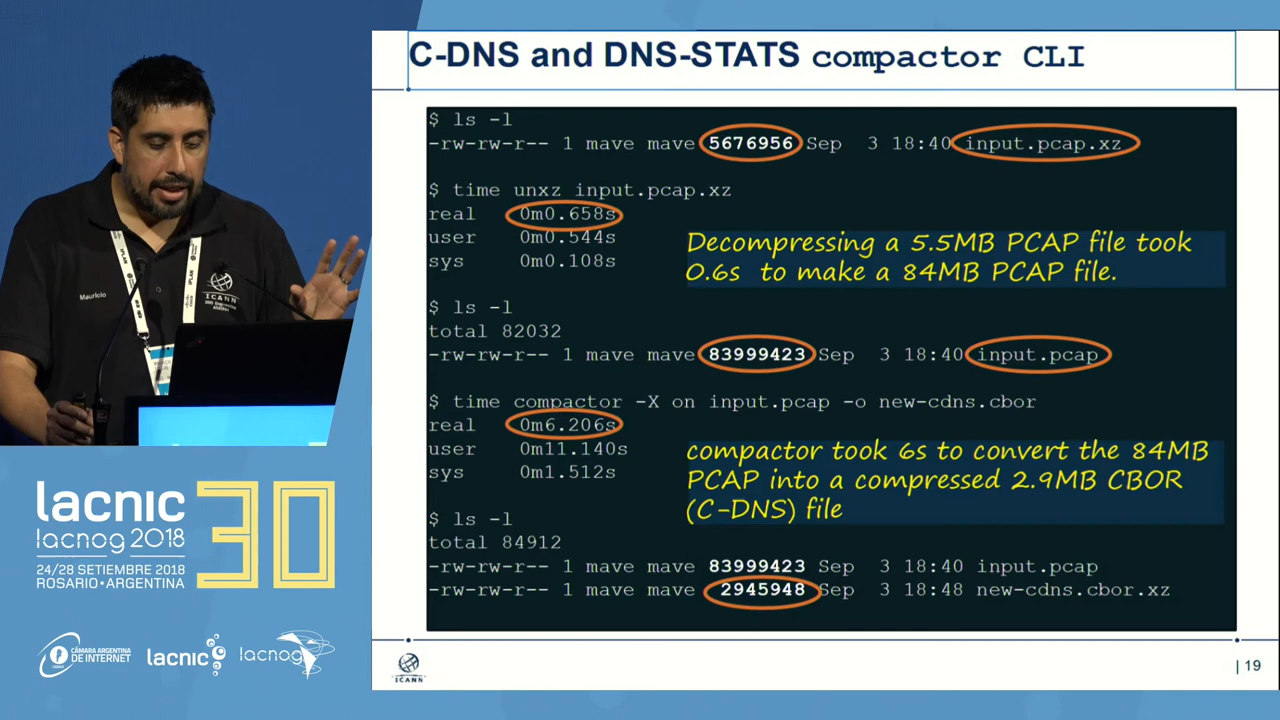 C-DNS and DNS-STATS compactor CLI
$ ls -l
-rw-rw-r-- 1 mave mave 5676956 Sep  3 18:40 input.pcap.xz
$ time unxz input.pcap.xz
real 0m0.658s
user 0m0.544s
sys 0m0.108s
Decompressing a 5.5MB PCAP file took
0.6s to make a 84MB PCAP file.
$ ls -l
total 82032
-rw-rw-r-- 1 mave mave 83999423 Sep  3 18:40 input.pcap
$ time compactor -X on input.pcap -o new-cdns.cbor
real 0m6.206s
user 0m11.140s
sys 0m1.512s
compactor took 6s to convert the 84MB
PCAP into a compressed 2.9MB CBOR
(C-DNS) file
$ ls -l
total 84912
-rw-rw-r-- 1 mave mave 83999423 Sep  3 18:40 input.pcap
-rw-rw-r-- 1 mave mave 2945948 Sep  3 18:48 new-cdns.cbor.xz
ICANN
| 19
Mauricio
ICANN
IPLAN
lacnic 30
lacnog 2018
24/28 SETIEMBRE 2018
ROSARIO•ARGENTINA
CÁMARA ARGENTINA
DE INTERNET
lacnic
lacnog